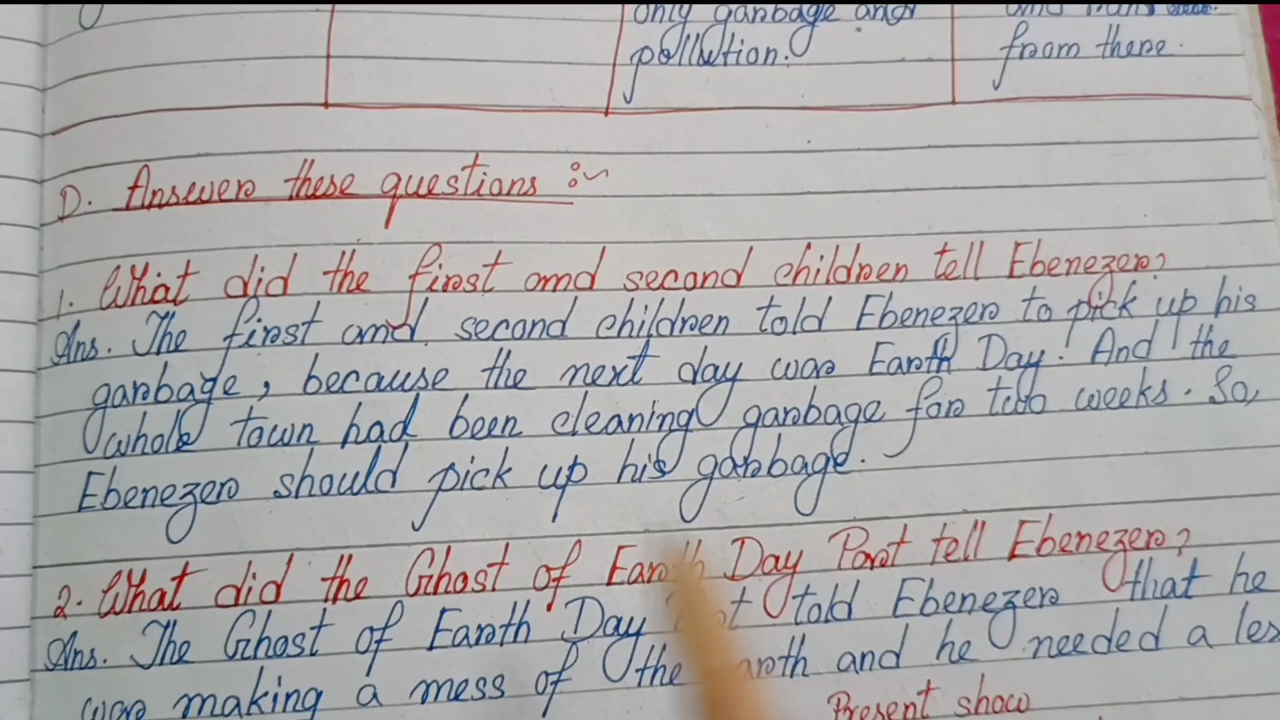 only garbage and
pollution.
from there.
D. Answer these questions :~
1. What did the first and second children tell Ebenezer?
Ans. The first and second children told Ebenezer to pick up his
garbage, because the next day was Earth Day. And the
whole town had been cleaning garbage for two weeks. So,
Ebenezer should pick up his gabbage.
2. What did the Ghost of Earth Day Past tell Ebenezer?
Ans. The Ghost of Earth Day told Ebenezer that he
was making a mess of the and he needed a les
Present show